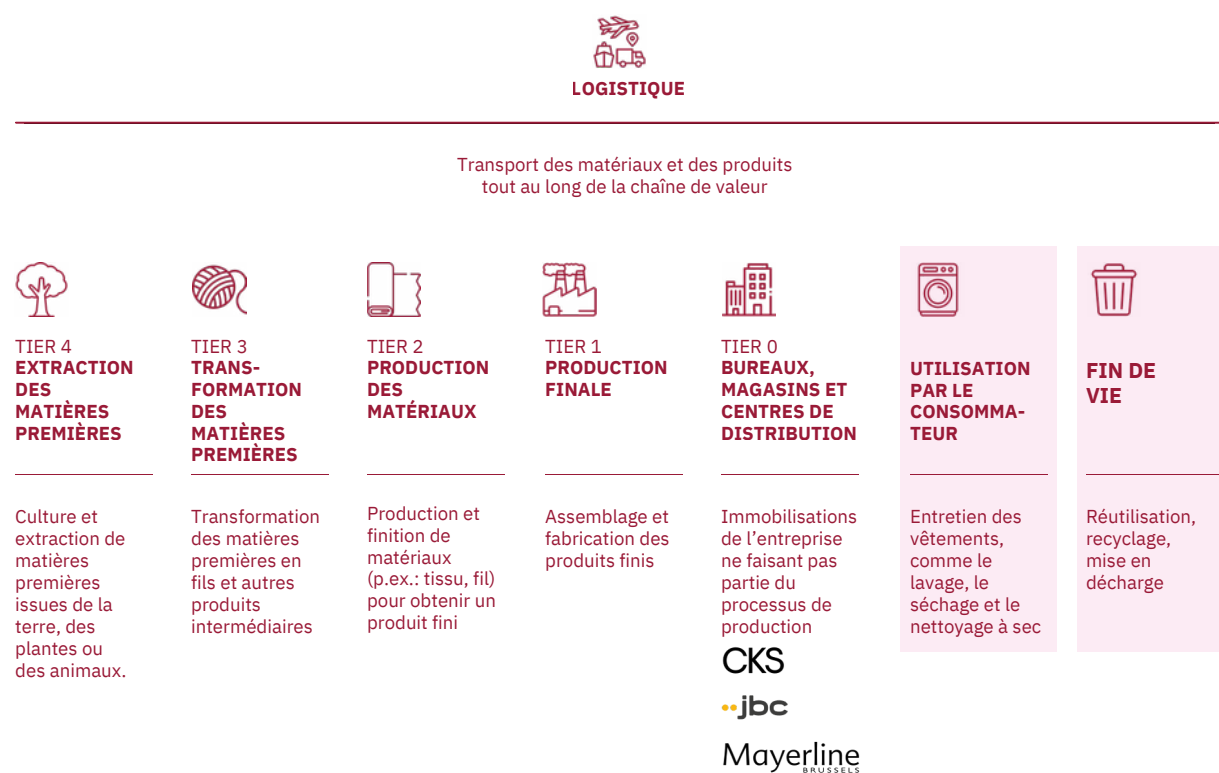 LOGISTIQUE
Transport des matériaux et des produits
tout au long de la chaîne de valeur
TIER 4
EXTRACTION
DES
MATIÈRES
PREMIÈRES
Culture et
extraction de
matières
premières
issues de la
terre, des
plantes ou
des animaux.
TIER 3
TRANS-
FORMATION
DES
MATIÈRES
PREMIÈRES
Transformation
des matières
premières en
fils et autres
produits
intermédiaires
TIER 2
PRODUCTION
DES
MATÉRIAUX
Production et
finition de
matériaux
(p.ex.: tissu, fil)
pour obtenir un
produit fini
TIER 1
PRODUCTION
FINALE
Assemblage et
fabrication des
produits finis
TIER 0
BUREAUX,
MAGASINS ET
CENTRES DE
DISTRIBUTION
Immobilisations
de l’entreprise
ne faisant pas
partie du
processus de
production
CKS
jbc
Mayerline
BRUSSELS
UTILISATION
PAR LE
CONSOMMA-
TEUR
Entretien des
vêtements,
comme le
lavage, le
séchage et le
nettoyage à sec
FIN DE
VIE
Réutilisation,
recyclage,
mise en
décharge